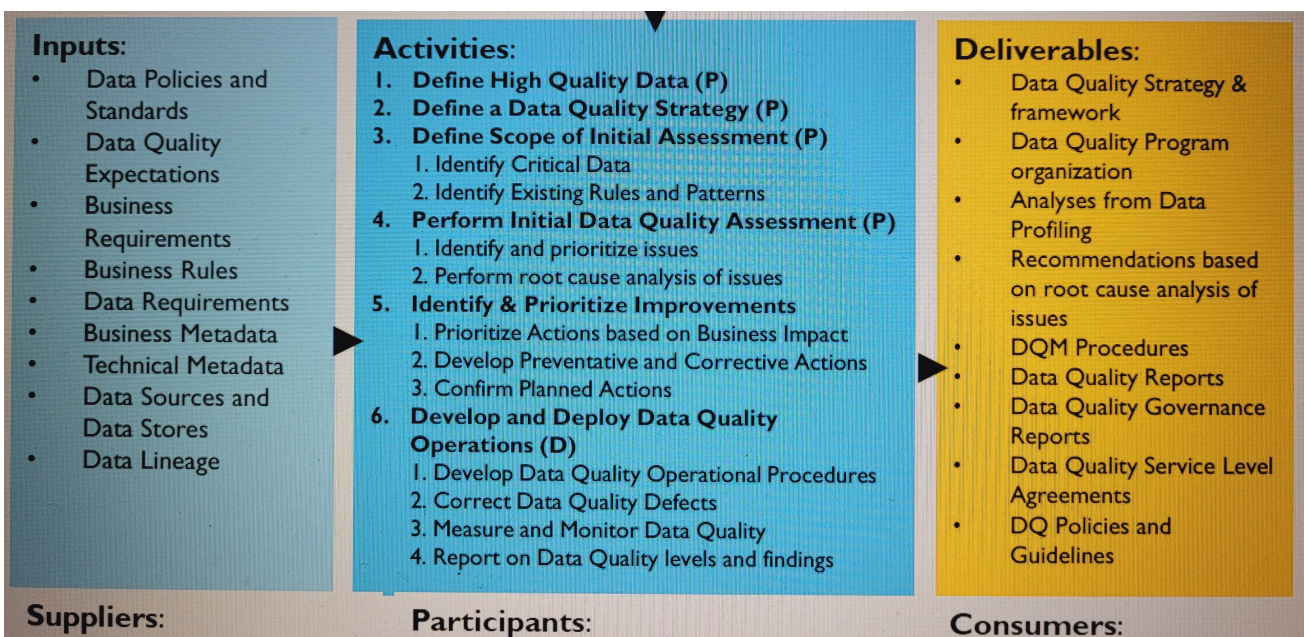 Inputs:
• Data Policies and
Standards
• Data Quality
Expectations
• Business
Requirements
• Business Rules
• Data Requirements
• Business Metadata
• Technical Metadata
• Data Sources and
Data Stores
• Data Lineage
Activities:
1. Define High Quality Data (P)
2. Define a Data Quality Strategy (P)
3. Define Scope of Initial Assessment (P)
1. Identify Critical Data
2. Identify Existing Rules and Patterns
4. Perform Initial Data Quality Assessment (P)
1. Identify and prioritize issues
2. Perform root cause analysis of issues
5. Identify & Prioritize Improvements
1. Prioritize Actions based on Business Impact
2. Develop Preventative and Corrective Actions
3. Confirm Planned Actions
6. Develop and Deploy Data Quality
Operations (D)
1. Develop Data Quality Operational Procedures
2. Correct Data Quality Defects
3. Measure and Monitor Data Quality
4. Report on Data Quality levels and findings
Deliverables:
• Data Quality Strategy &
framework
• Data Quality Program
organization
• Analyses from Data
Profiling
• Recommendations based
on root cause analysis of
issues
• DQM Procedures
• Data Quality Reports
• Data Quality Governance
Reports
• Data Quality Service Level
Agreements
• DQ Policies and
Guidelines
Suppliers:
Participants:
Consumers: